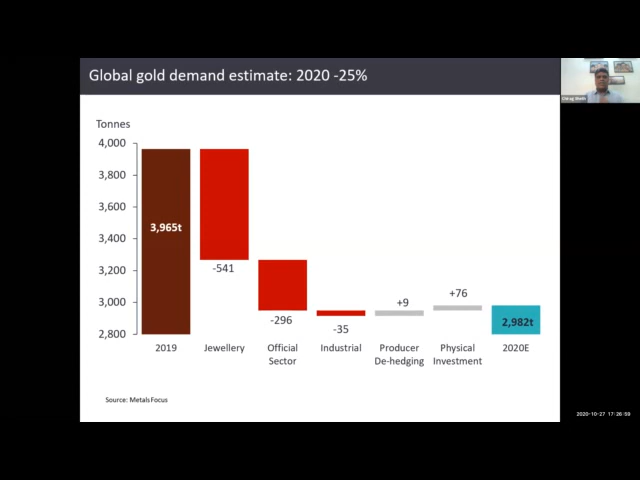 Global gold demand estimate: 2020 -25%
Tonnes
4,000
3,800
3,600
3,400
3,200
3,000
2,800
3,965t
-541
-296
-35
+9
+76
2,982t
2019
Jewellery
Official
Sector
Industrial
Producer
De-hedging
Physical
Investment
2020E
Source: Metals Focus
2020-10-27 17:26:59